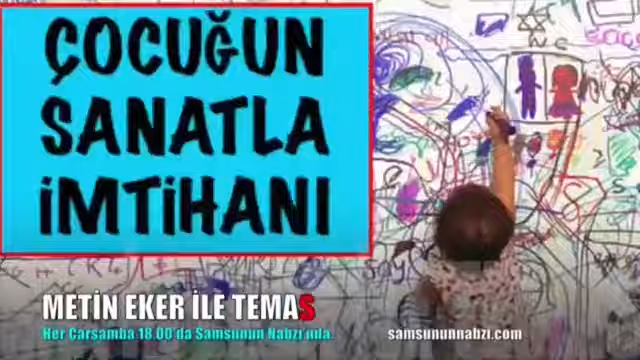 ÇOCUĞUN
SANATLA
İMTİHANI
METİN EKER İLE TEMAS
Her Çarşamba 18.00'da Samsunun Nabzı'nda.
samsununnabzi.com